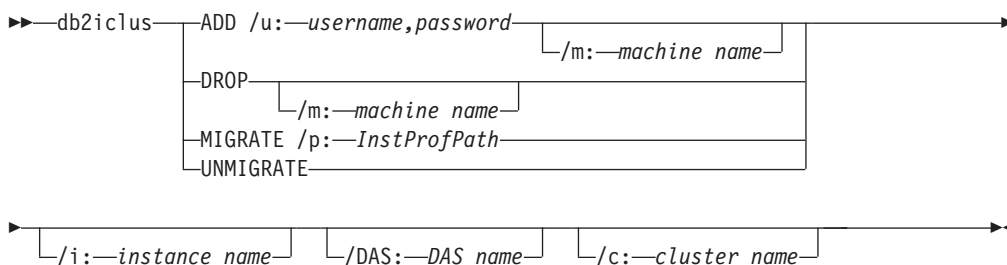 db2iclus ADD /u: username,password
/m: machine name
DROP
/m: machine name
MIGRATE /p: InstProfPath
UNMIGRATE
/i: instance name /DAS: DAS name /c: cluster name